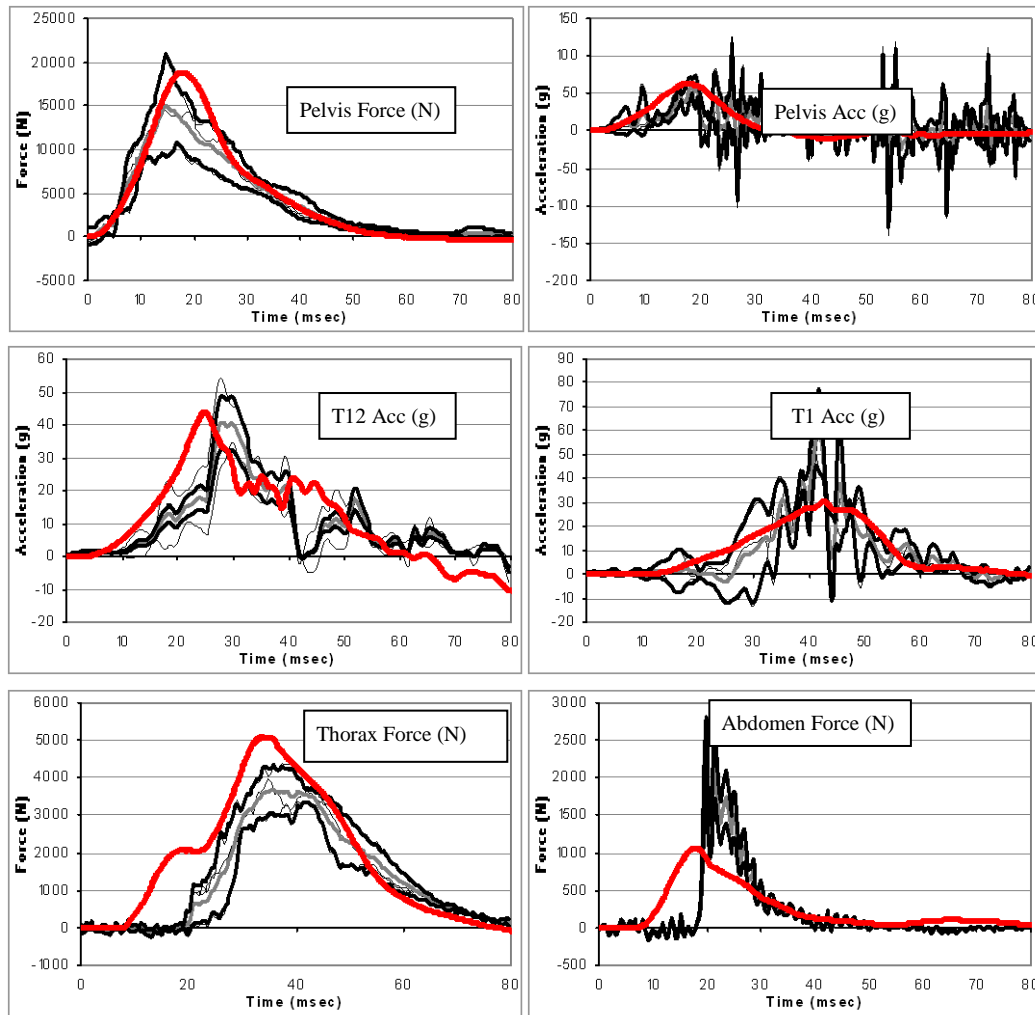 25000
20000
15000
10000
5000
0
-5000
Force (N)
Pelvis Force (N)
0 10 20 30 40 50 60 70 80
Time (msec)
150
100
50
0
-50
-100
-150
-200
Acceleration (g)
Pelvis Acc (g)
0 10 20 30 40 50 60 70 80
Time (msec)
60
50
40
30
20
10
0
-10
-20
Acceleration (g)
T12 Acc (g)
0 10 20 30 40 50 60 70 80
Time (msec)
90
80
70
60
50
40
30
20
10
0
-10
-20
Acceleration (g)
T1 Acc (g)
0 10 20 30 40 50 60 70 80
Time (msec)
6000
5000
4000
3000
2000
1000
0
-1000
Force (N)
Thorax Force (N)
0 20 40 60 80
Time (msec)
3000
2500
2000
1500
1000
500
0
-500
Force (N)
Abdomen Force (N)
0 10 20 30 40 50 60 70 80
Time (msec)